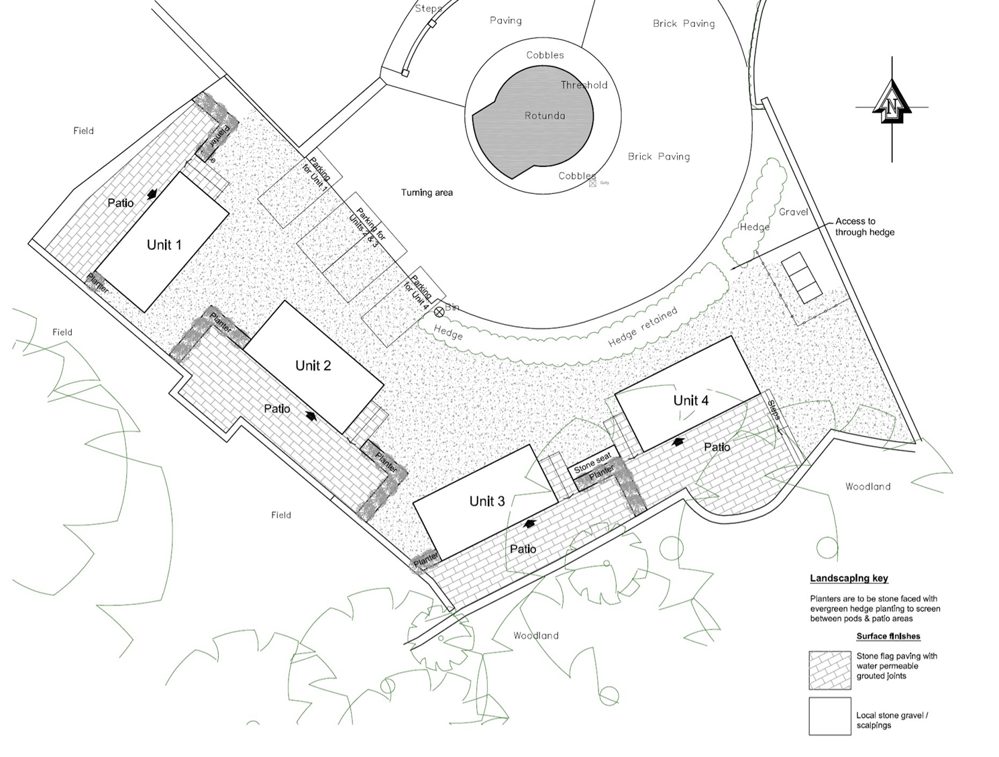 Steps
Paving
Brick Paving
Cobbles
Threshold
Rotunda
Field
N
Planter
Brick Paving
Parking
for Unit 1
Cobbles
Gully
Turning area
Patio
Gravel
Parking for
Units 2 & 3
Hedge
Access to
through hedge
Unit 1
Planter
Parking
for Unit 4
Bin
Hedge
Hedge retained
Planter
Field
Unit 2
Patio
Unit 4
Steps
Patio
Planter
Stone seat
Planter
Woodland
Unit 3
Field
Patio
Planter
Woodland
Landscaping key
Planters are to be stone faced with
evergreen hedge planting to screen
between pods & patio areas
Surface finishes
Stone flag paving with
water permeable
grouted joints
Local stone gravel /
scalpings